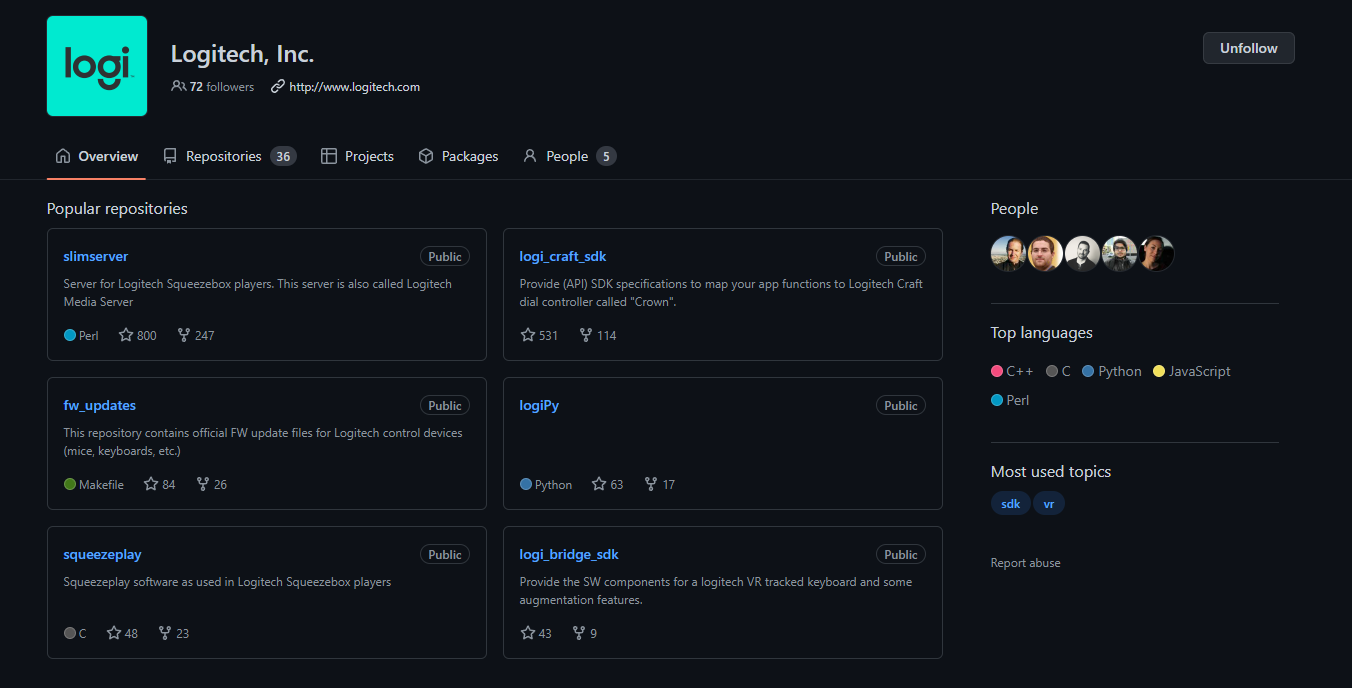 logi
Logitech, Inc.
72 followers http://www.logitech.com
Unfollow
Overview Repositories 36 Projects Packages People 5
Popular repositories
slimserver Public
Server for Logitech Squeezebox players. This server is also called Logitech
Media Server
Perl 800 247
logi_craft_sdk Public
Provide (API) SDK specifications to map your app functions to Logitech Craft
dial controller called "Crown".
531 114
fw_updates Public
This repository contains official FW update files for Logitech control devices
(mice, keyboards, etc.)
Makefile 84 26
logiPy Public
Python 63 17
squeezeplay Public
Squeezeplay software as used in Logitech Squeezebox players
C 48 23
logi_bridge_sdk Public
Provide the SW components for a logitech VR tracked keyboard and some
augmentation features.
43 9
People
Top languages
C++ C Python JavaScript
Perl
Most used topics
sdk vr
Report abuse